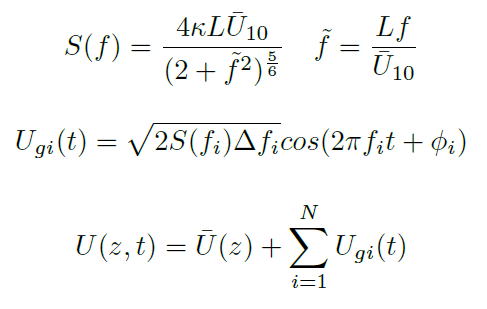 S(f) = \frac{4\kappa L\bar{U}_{10}}{(2 + \tilde{f}^2)^{\frac{5}{6}}} \quad \tilde{f} = \frac{Lf}{\bar{U}_{10}}
U_{gi}(t) = \sqrt{2S(f_i)\Delta f_i}cos(2\pi f_i t + \phi_i)
U(z,t) = \bar{U}(z) + \sum_{i=1}^{N} U_{gi}(t)